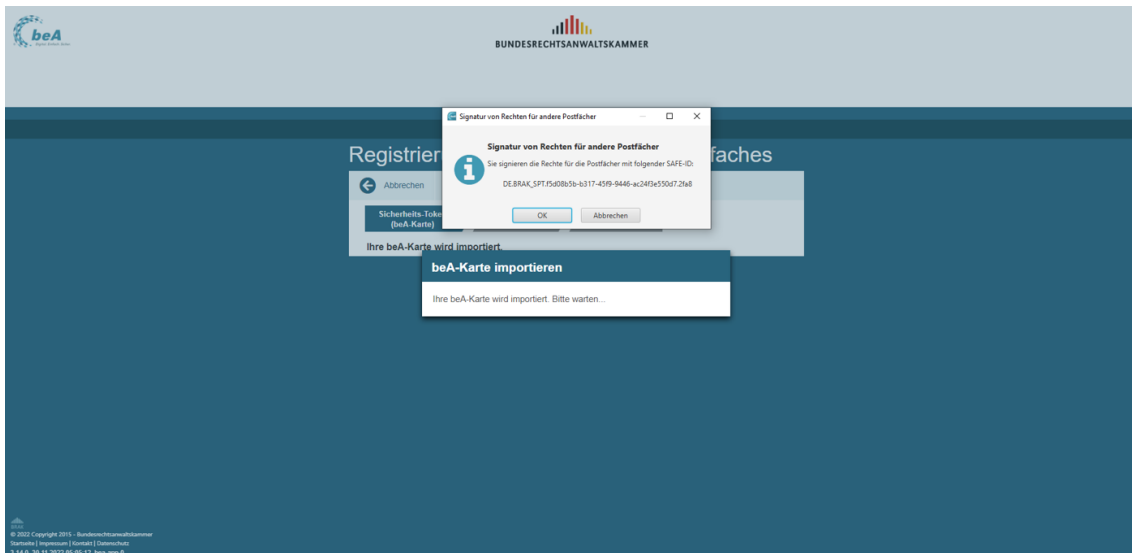 beA
BUNDESRECHTSANWALTSKAMMER
Signatur von Rechten für andere Postfächer
Signatur von Rechten für andere Postfächer
Sie signieren die Rechte für die Postfächer mit folgender SAFE-ID:
DE.BRAK_SPT.f5d08b5b-b317-45f9-9446-ac24f3e550d7.2fa8
OK Abbrechen
Registrier faches
Abbrechen
Sicherheits-Toke
(beA-Karte)
Ihre beA-Karte wird importiert.
beA-Karte importieren
Ihre beA-Karte wird importiert. Bitte warten...
BRAK
© 2022 Copyright 2015 - Bundesrechtsanwaltskammer
Startseite | Impressum | Kontakt | Datenschutz